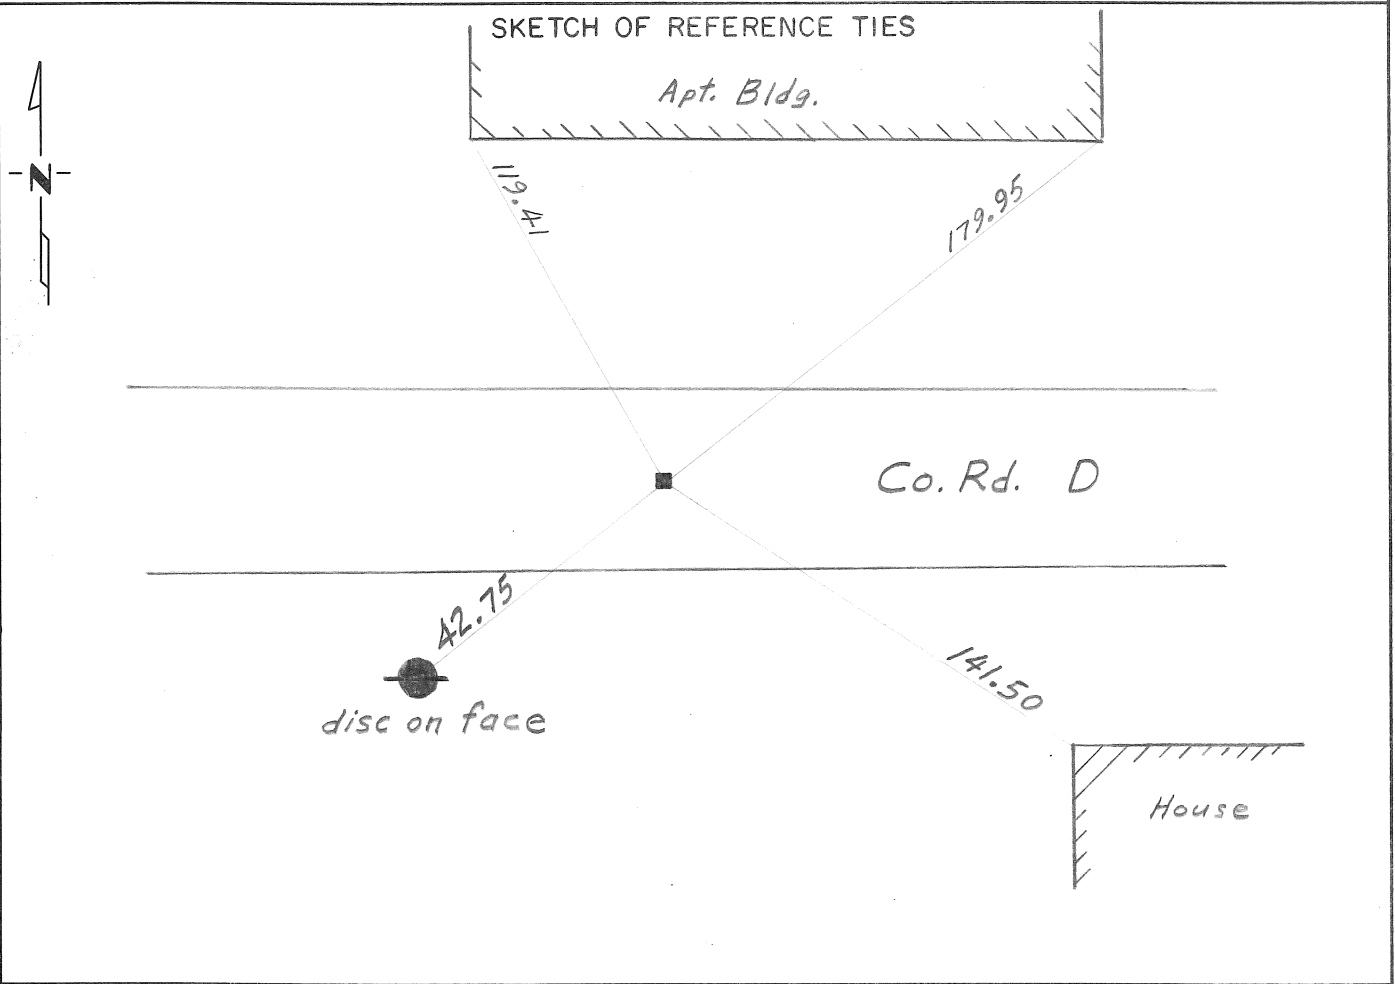 SKETCH OF REFERENCE TIES
Apt. Bldg.
N
119.41
179.95
Co. Rd. D
42.75
141.50
disc on face
House